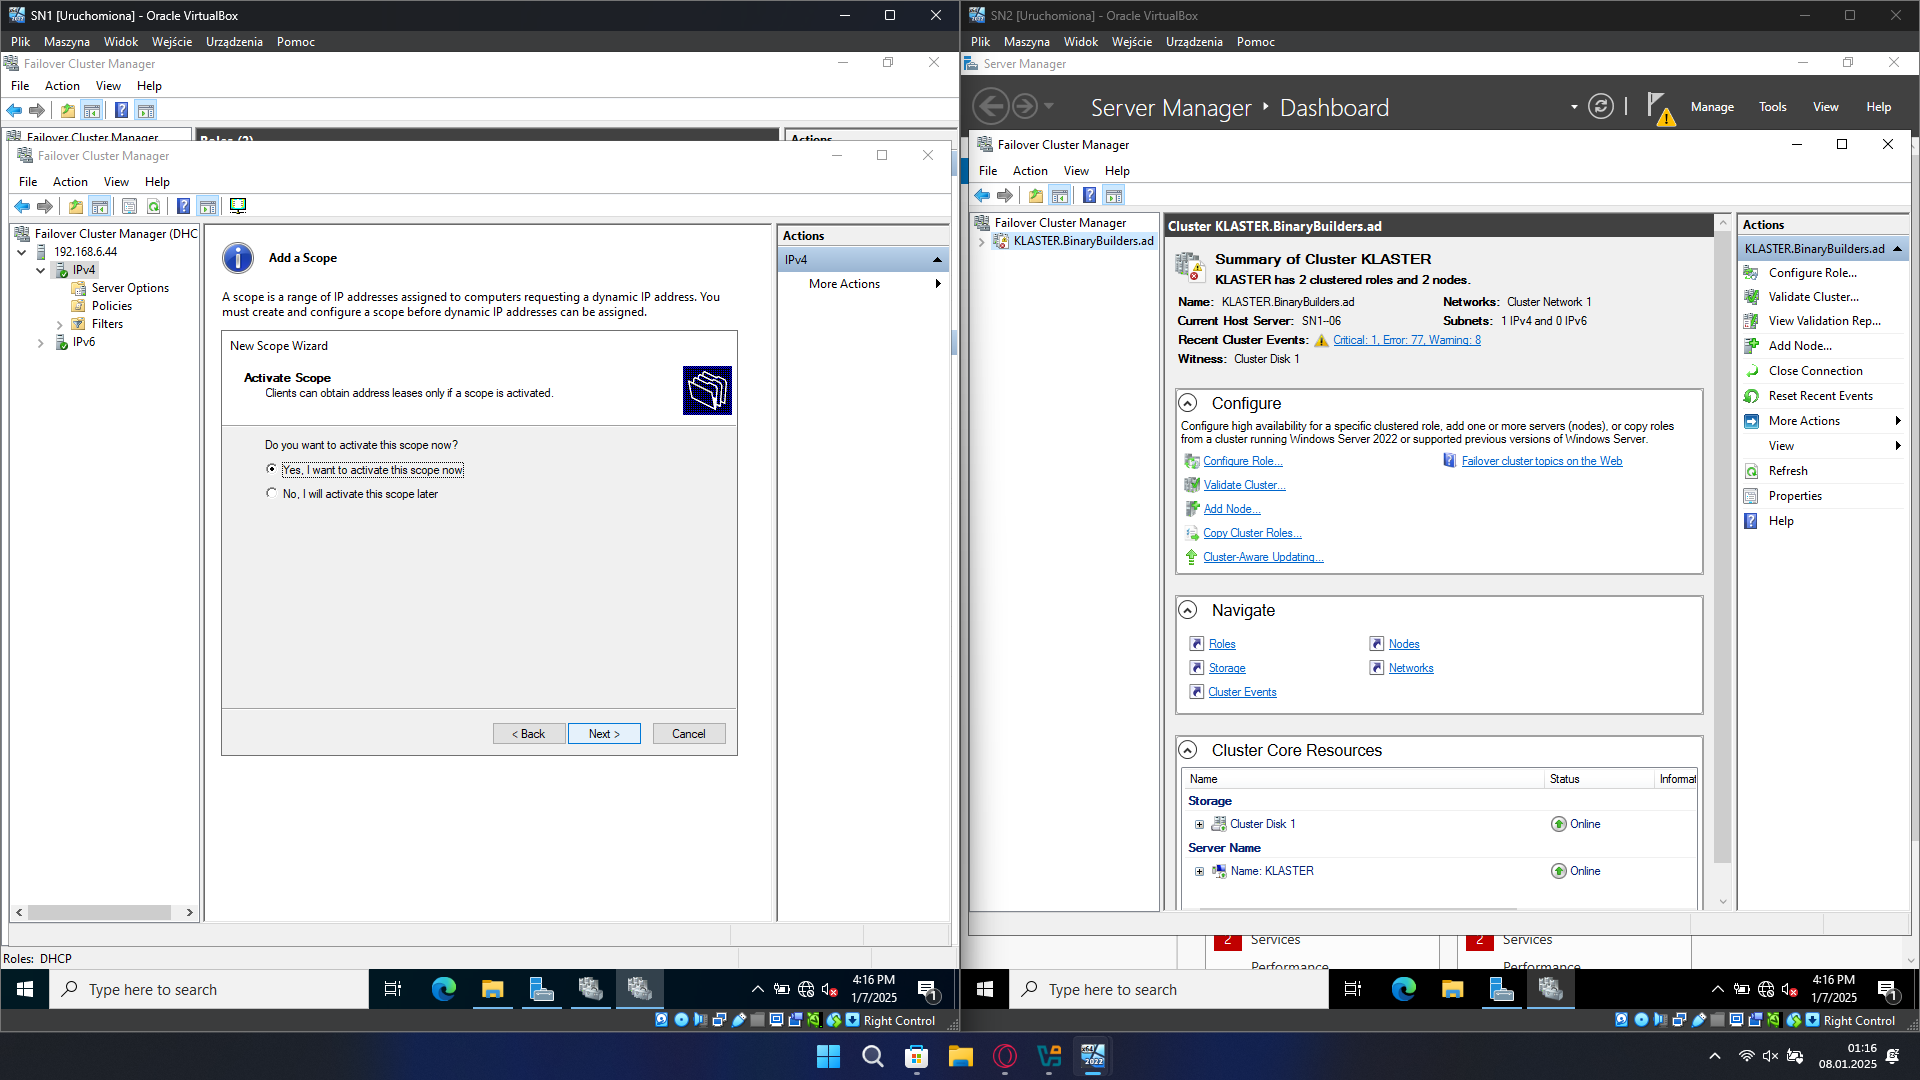 SN1 [Uruchomiona] - Oracle VirtualBox
Plik Maszyna Widok Wejście Urządzenia Pomoc
Failover Cluster Manager
File Action View Help
Failover Cluster Manager
Roles (2)
Actions
Failover Cluster Manager
File Action View Help
Failover Cluster Manager (DHC
192.168.6.44
IPv4
Server Options
Policies
Filters
IPv6
Add a Scope
A scope is a range of IP addresses assigned to computers requesting a dynamic IP address. You
must create and configure a scope before dynamic IP addresses can be assigned.
New Scope Wizard
Activate Scope
Clients can obtain address leases only if a scope is activated.
Do you want to activate this scope now?
Yes, I want to activate this scope now
No, I will activate this scope later
< Back
Next >
Cancel
Actions
IPv4
More Actions
Roles: DHCP
Type here to search
4:16 PM
1/7/2025
1
Right Control
SN2 [Uruchomiona] - Oracle VirtualBox
Plik Maszyna Widok Wejście Urządzenia Pomoc
Server Manager
Server Manager Dashboard
Manage Tools View Help
Failover Cluster Manager
File Action View Help
Failover Cluster Manager
KLASTER.BinaryBuilders.ad
Cluster KLASTER.BinaryBuilders.ad
Summary of Cluster KLASTER
KLASTER has 2 clustered roles and 2 nodes.
Name: KLASTER.BinaryBuilders.ad
Networks: Cluster Network 1
Current Host Server: SN1--06
Subnets: 1 IPv4 and 0 IPv6
Recent Cluster Events: Critical: 1, Error: 77, Warning: 8
Witness: Cluster Disk 1
Configure
Configure high availability for a specific clustered role, add one or more servers (nodes), or copy roles
from a cluster running Windows Server 2022 or supported previous versions of Windows Server.
Configure Role...
Failover cluster topics on the Web
Validate Cluster...
Add Node...
Copy Cluster Roles...
Cluster-Aware Updating...
Navigate
Roles
Nodes
Storage
Networks
Cluster Events
Cluster Core Resources
Name Status Informat
Storage
Cluster Disk 1 Online
Server Name
Name: KLASTER Online
Actions
KLASTER.BinaryBuilders.ad
Configure Role...
Validate Cluster...
View Validation Rep...
Add Node...
Close Connection
Reset Recent Events
More Actions
View
Refresh
Properties
Help
2 Services
Performance
2 Services
Performance
Type here to search
4:16 PM
1/7/2025
1
Right Control
2022
01:16
08.01.2025